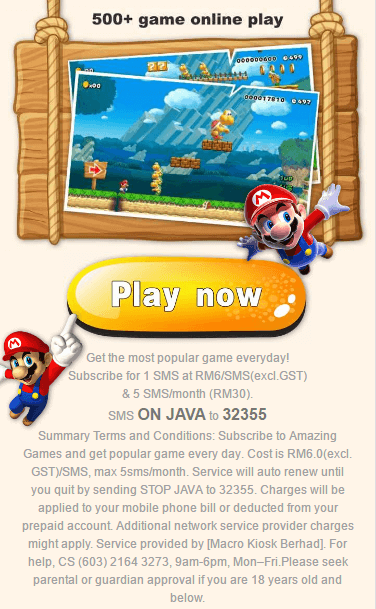 500+ game online play
000000600 499
×00
000017810 497
Play now
Get the most popular game everyday!
Subscribe for 1 SMS at RM6/SMS(excl.GST)
& 5 SMS/month (RM30).
SMS ON JAVA to 32355
Summary Terms and Conditions: Subscribe to Amazing
Games and get popular game every day. Cost is RM6.0(excl.
GST)/SMS, max 5sms/month. Service will auto renew until
you quit by sending STOP JAVA to 32355. Charges will be
applied to your mobile phone bill or deducted from your
prepaid account. Additional network service provider charges
might apply. Service provided by [Macro Kiosk Berhad]. For
help, CS (603) 2164 3273, 9am-6pm, Mon–Fri.Please seek
parental or guardian approval if you are 18 years old and
below.